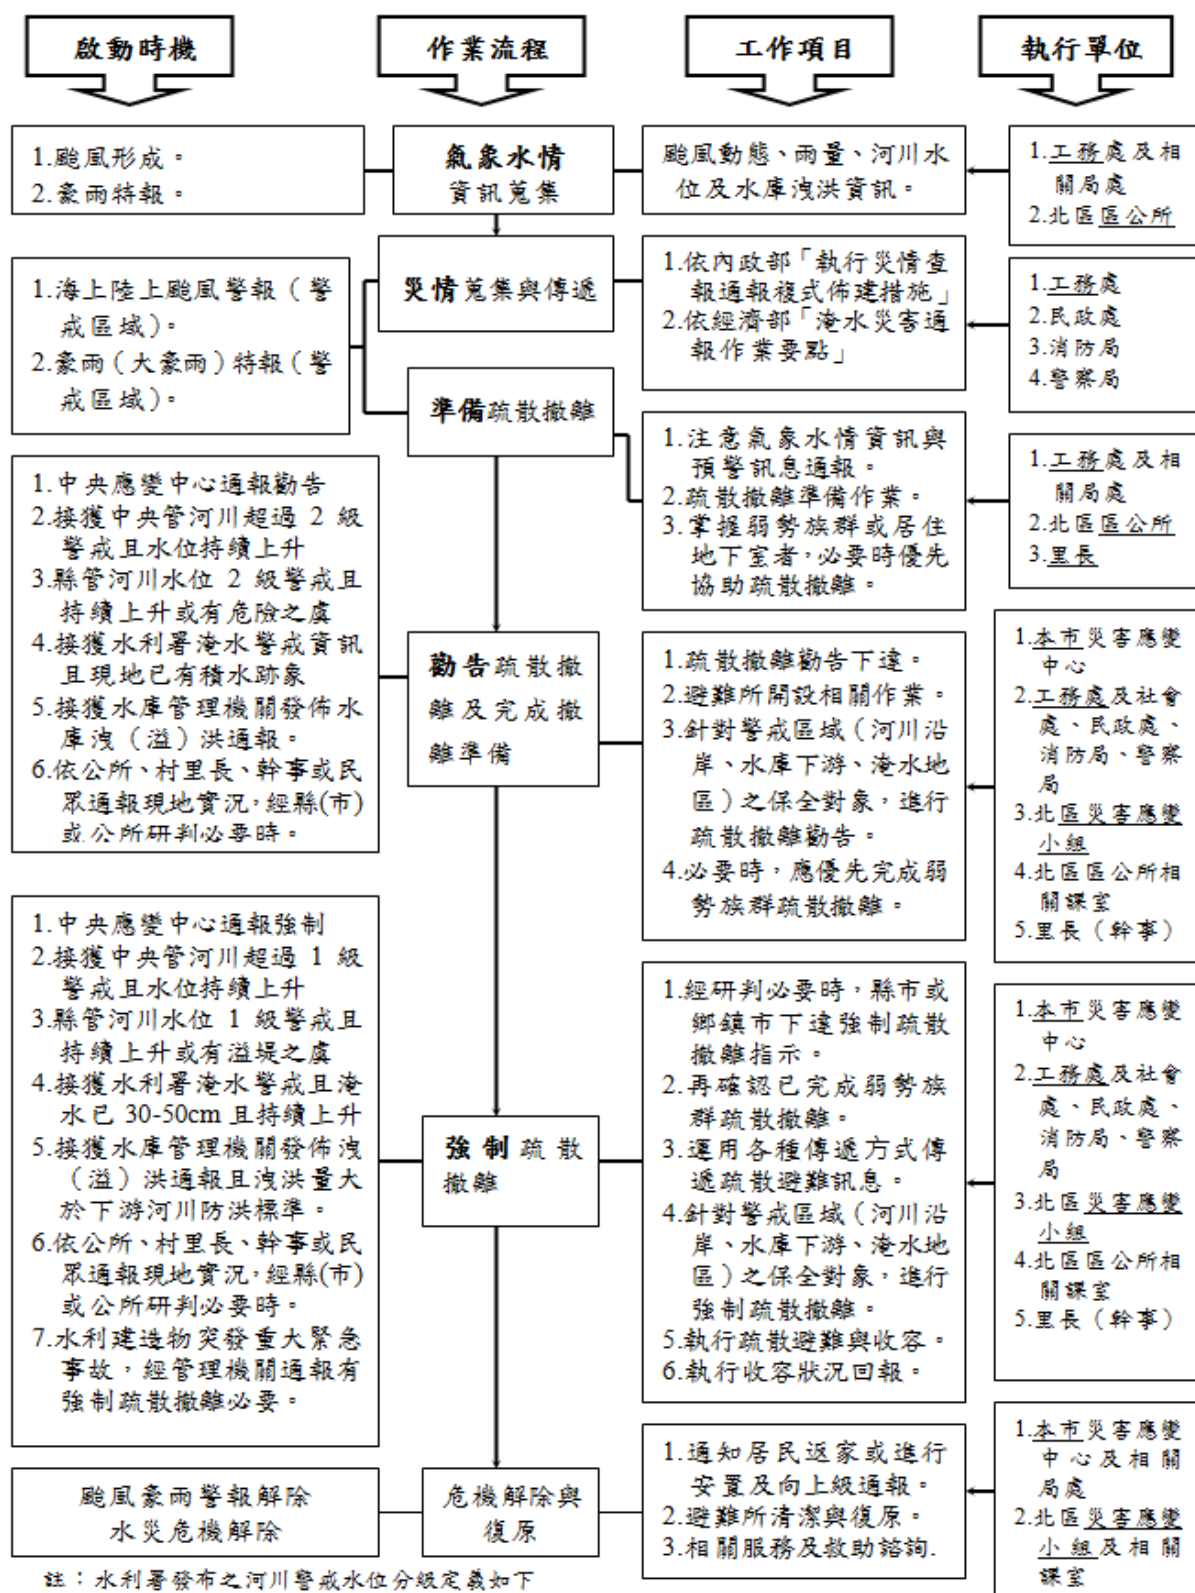 啟動時機
作業流程
工作項目
執行單位
1.颱風形成。
2.豪雨特報。
氣象水情
資訊蒐集
颱風動態、雨量、河川水
位及水庫洩洪資訊。
1.工務處及相
關局處
2.北區區公所
1.海上陸上颱風警報（警
戒區域）。
2.豪雨（大豪雨）特報（警
戒區域）。
災情蒐集與傳遞
1.依內政部「執行災情查
報通報複式佈建措施」
2.依經濟部「淹水災害通
報作業要點」
1.工務處
2.民政處
3.消防局
4.警察局
準備疏散撤離
1.注意氣象水情資訊與
預警訊息通報。
2.疏散撤離準備作業。
3.掌握弱勢族群或居住
地下室者，必要時優先
協助疏散撤離。
1.工務處及相
關局處
2.北區區公所
3.里長
1.中央應變中心通報勸告
2.接獲中央管河川超過 2 級
警戒且水位持續上升
3.縣管河川水位 2 級警戒且
持續上升或有危險之虞
4.接獲水利署淹水警戒資訊
且現地已有積水跡象
5.接獲水庫管理機關發佈水
庫洩（溢）洪通報。
6.依公所、村里長、幹事或民
眾通報現地實況，經縣(市)
或公所研判必要時。
勸告疏散撤
離及完成撤
離準備
1.疏散撤離勸告下達。
2.避難所開設相關作業。
3.針對警戒區域（河川沿
岸、水庫下游、淹水地
區）之保全對象，進行
疏散撤離勸告。
4.必要時，應優先完成弱
勢族群疏散撤離。
1.本市災害應變
中心
2.工務處及社會
處、民政處、
消防局、警察
局
3.北區災害應變
小組
4.北區區公所相
關課室
5.里長（幹事）
1.中央應變中心通報強制
2.接獲中央管河川超過 1 級
警戒且水位持續上升
3.縣管河川水位 1 級警戒且
持續上升或有溢堤之虞
4.接獲水利署淹水警戒且淹
水已 30-50cm 且持續上升
5.接獲水庫管理機關發佈洩
（溢）洪通報且洩洪量大
於下游河川防洪標準。
6.依公所、村里長、幹事或民
眾通報現地實況，經縣(市)
或公所研判必要時。
7.水利建造物突發重大緊急
事故，經管理機關通報有
強制疏散撤離必要。
強制疏散
撤離
1.經研判必要時，縣市或
鄉鎮市下達強制疏散
撤離指示。
2.再確認已完成弱勢族
群疏散撤離。
3.運用各種傳遞方式傳
遞疏散避難訊息。
4.針對警戒區域（河川沿
岸、水庫下游、淹水地
區）之保全對象，進行
強制疏散撤離。
5.執行疏散避難與收容。
6.執行收容狀況回報。
1.本市災害應變
中心
2.工務處及社會
處、民政處、
消防局、警察
局
3.北區災害應變
小組
4.北區區公所相
關課室
5.里長（幹事）
颱風豪雨警報解除
水災危機解除
危機解除與
復原
1.通知居民返家或進行
安置及向上級通報。
2.避難所清潔與復原。
3.相關服務及救助諮詢.
1.本市災害應變
中心及相關
局處
2.北區災害應變
小組及相關
課室
註：水利署發布之河川警戒水位分級定義如下